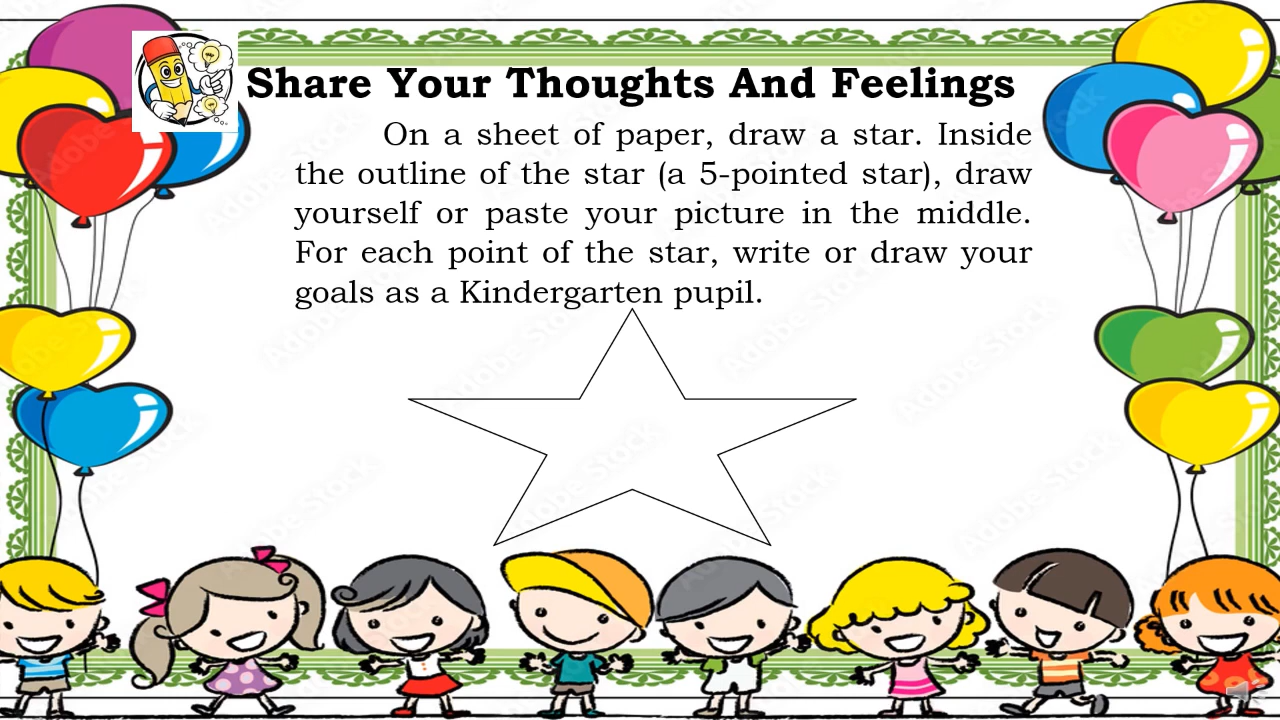 Share Your Thoughts And Feelings
On a sheet of paper, draw a star. Inside
the outline of the star (a 5-pointed star), draw
yourself or paste your picture in the middle.
For each point of the star, write or draw your
goals as a Kindergarten pupil.
Adobe Stock